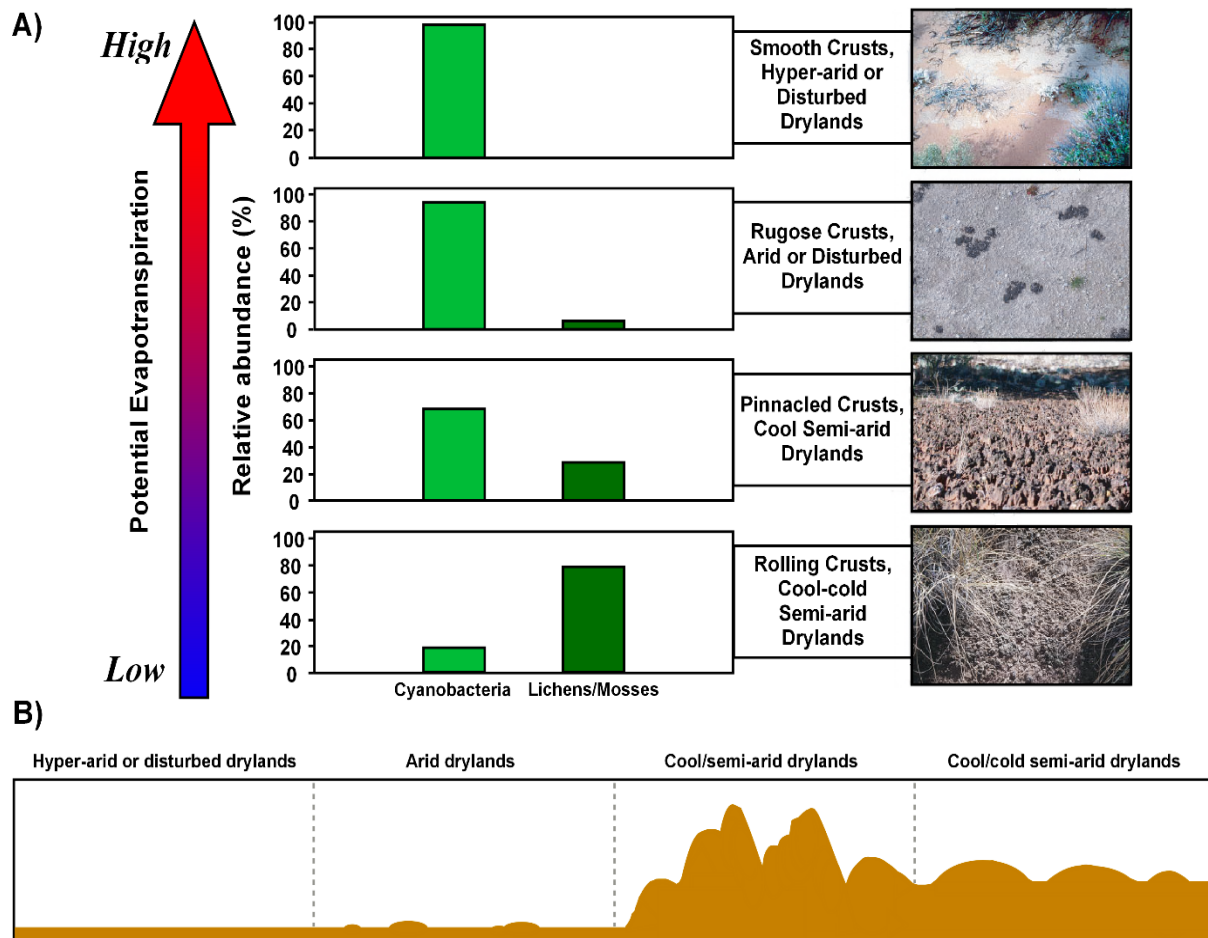 A)
High
Low
Potential Evapotranspiration
Relative abundance (%)
100
80
60
40
20
0
Smooth Crusts,
Hyper-arid or
Disturbed
Drylands
100
80
60
40
20
0
Rugose Crusts,
Arid or Disturbed
Drylands
100
80
60
40
20
0
Pinnacled Crusts,
Cool Semi-arid
Drylands
100
80
60
40
20
0
Rolling Crusts,
Cool-cold
Semi-arid
Drylands
Cyanobacteria Lichens/Mosses
B)
Hyper-arid or disturbed drylands Arid drylands Cool/semi-arid drylands Cool/cold semi-arid drylands